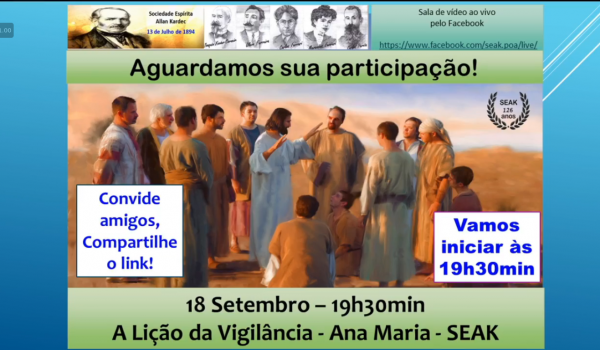 Sociedade Espírita
Allan Kardec
13 de Julho de 1894
Sala de vídeo ao vivo
pelo Facebook
https://www.facebook.com/seak.poa/live/
Aguardamos sua participação!
SEAK
126
anos
Convide
amigos,
Compartilhe
o link!
Vamos
iniciar às
19h30min
18 Setembro – 19h30min
A Lição da Vigilância - Ana Maria - SEAK